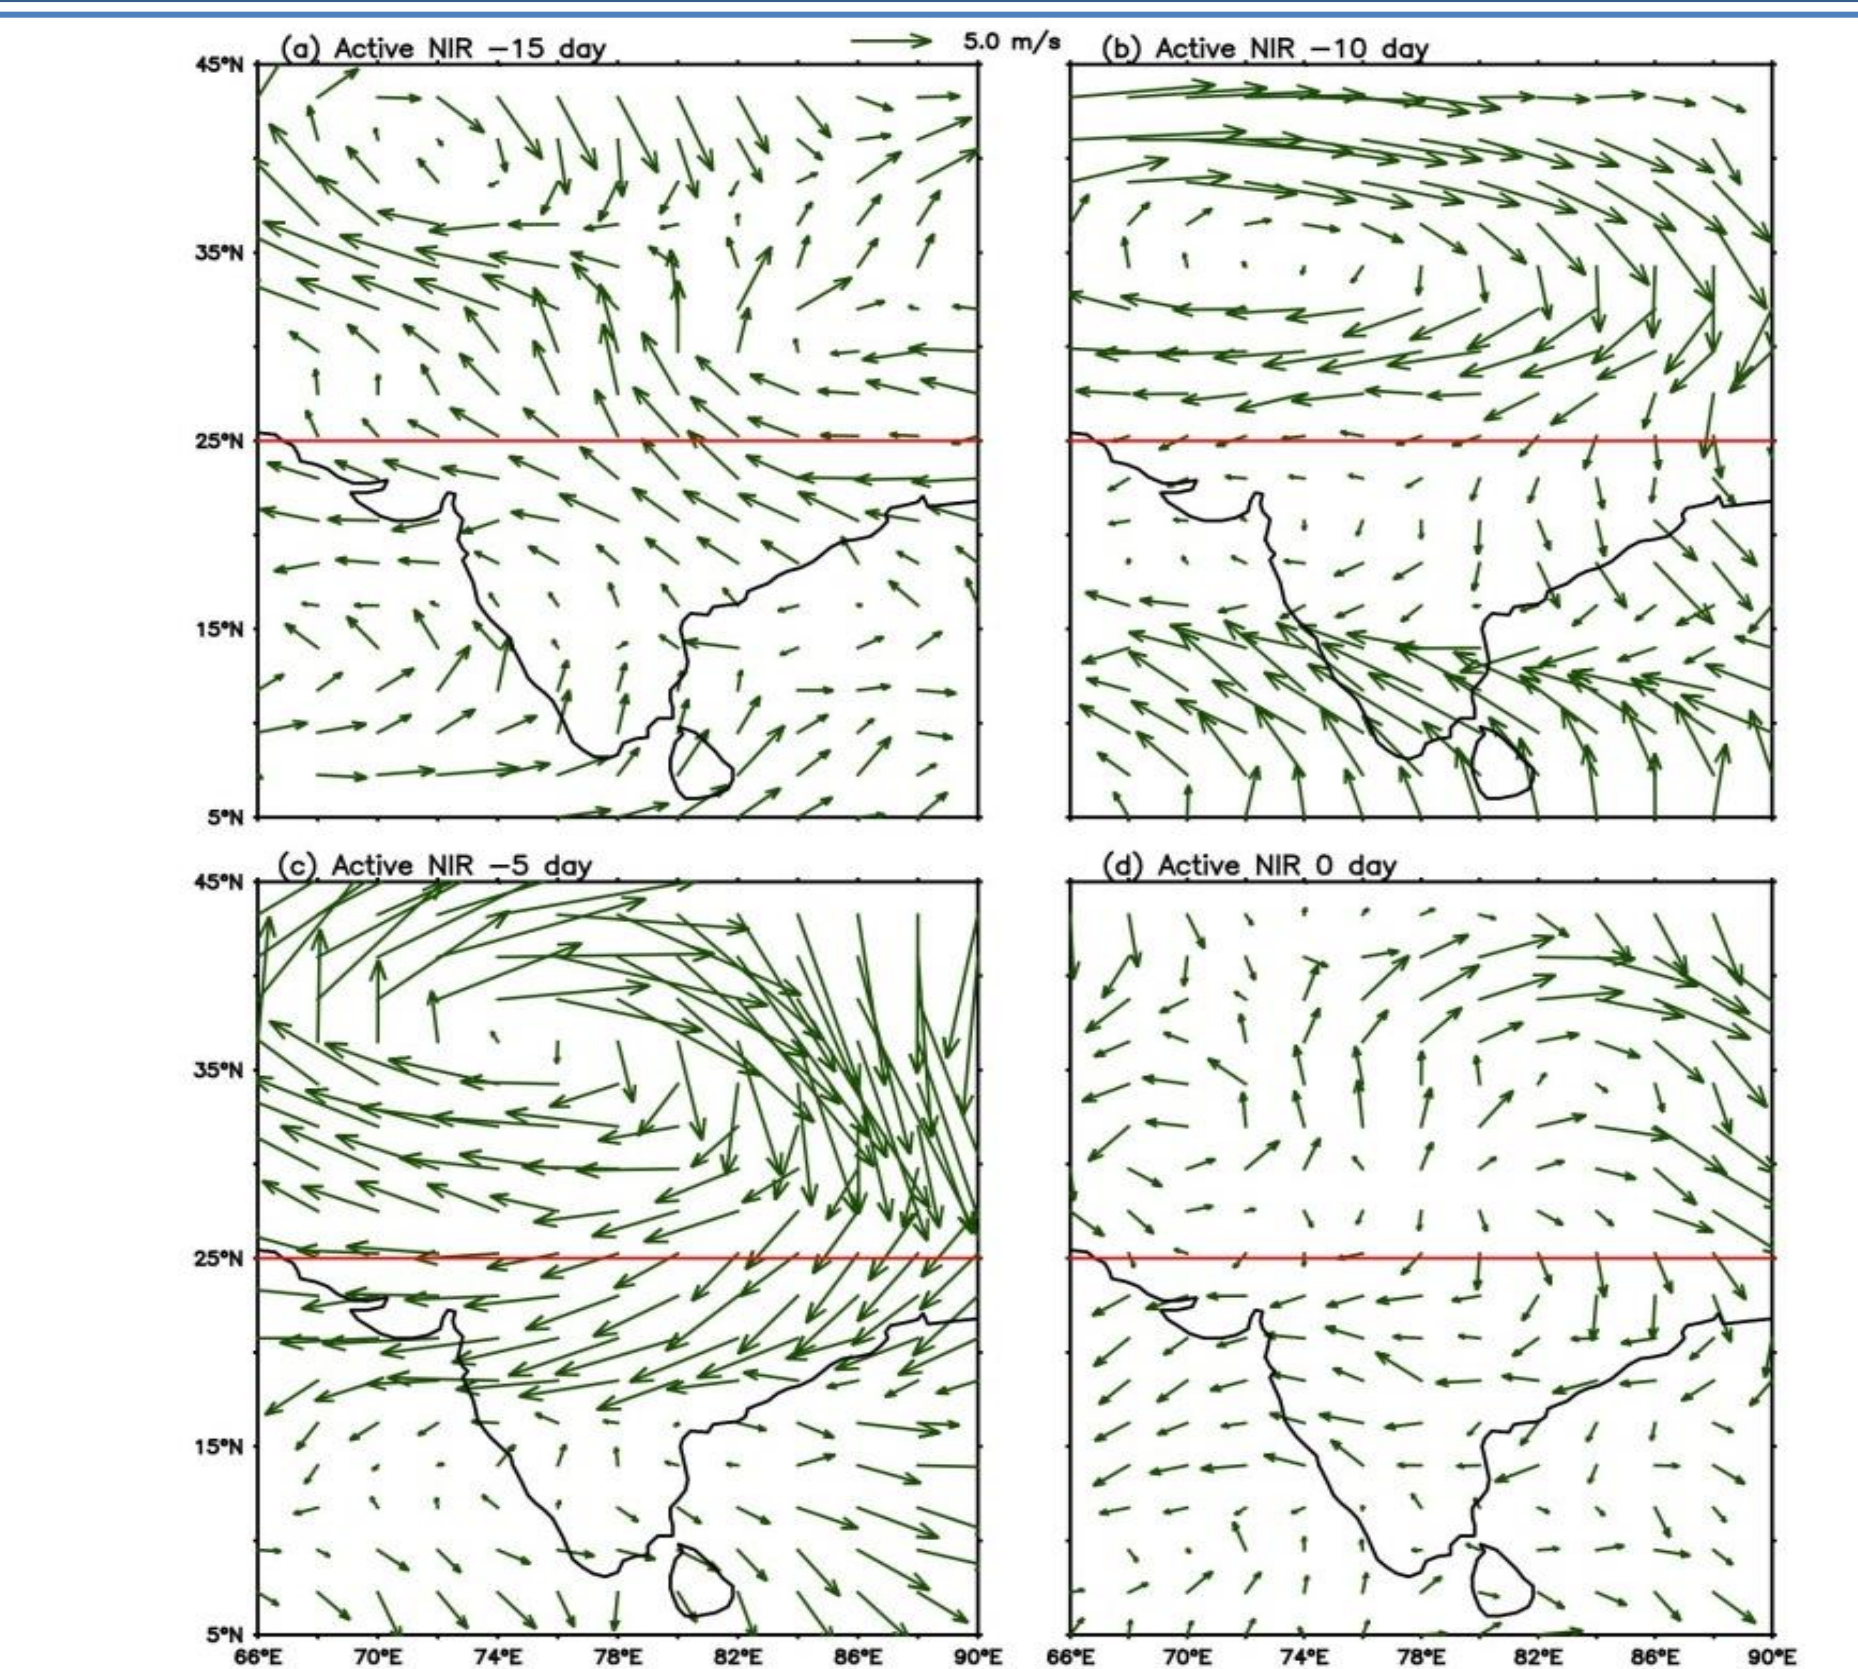 (a) Active NIR −15 day
5.0 m/s
(b) Active NIR −10 day
45°N
35°N
25°N
15°N
5°N
(c) Active NIR −5 day
(d) Active NIR 0 day
45°N
35°N
25°N
15°N
5°N
66°E 70°E 74°E 78°E 82°E 86°E 90°E
66°E 70°E 74°E 78°E 82°E 86°E 90°E